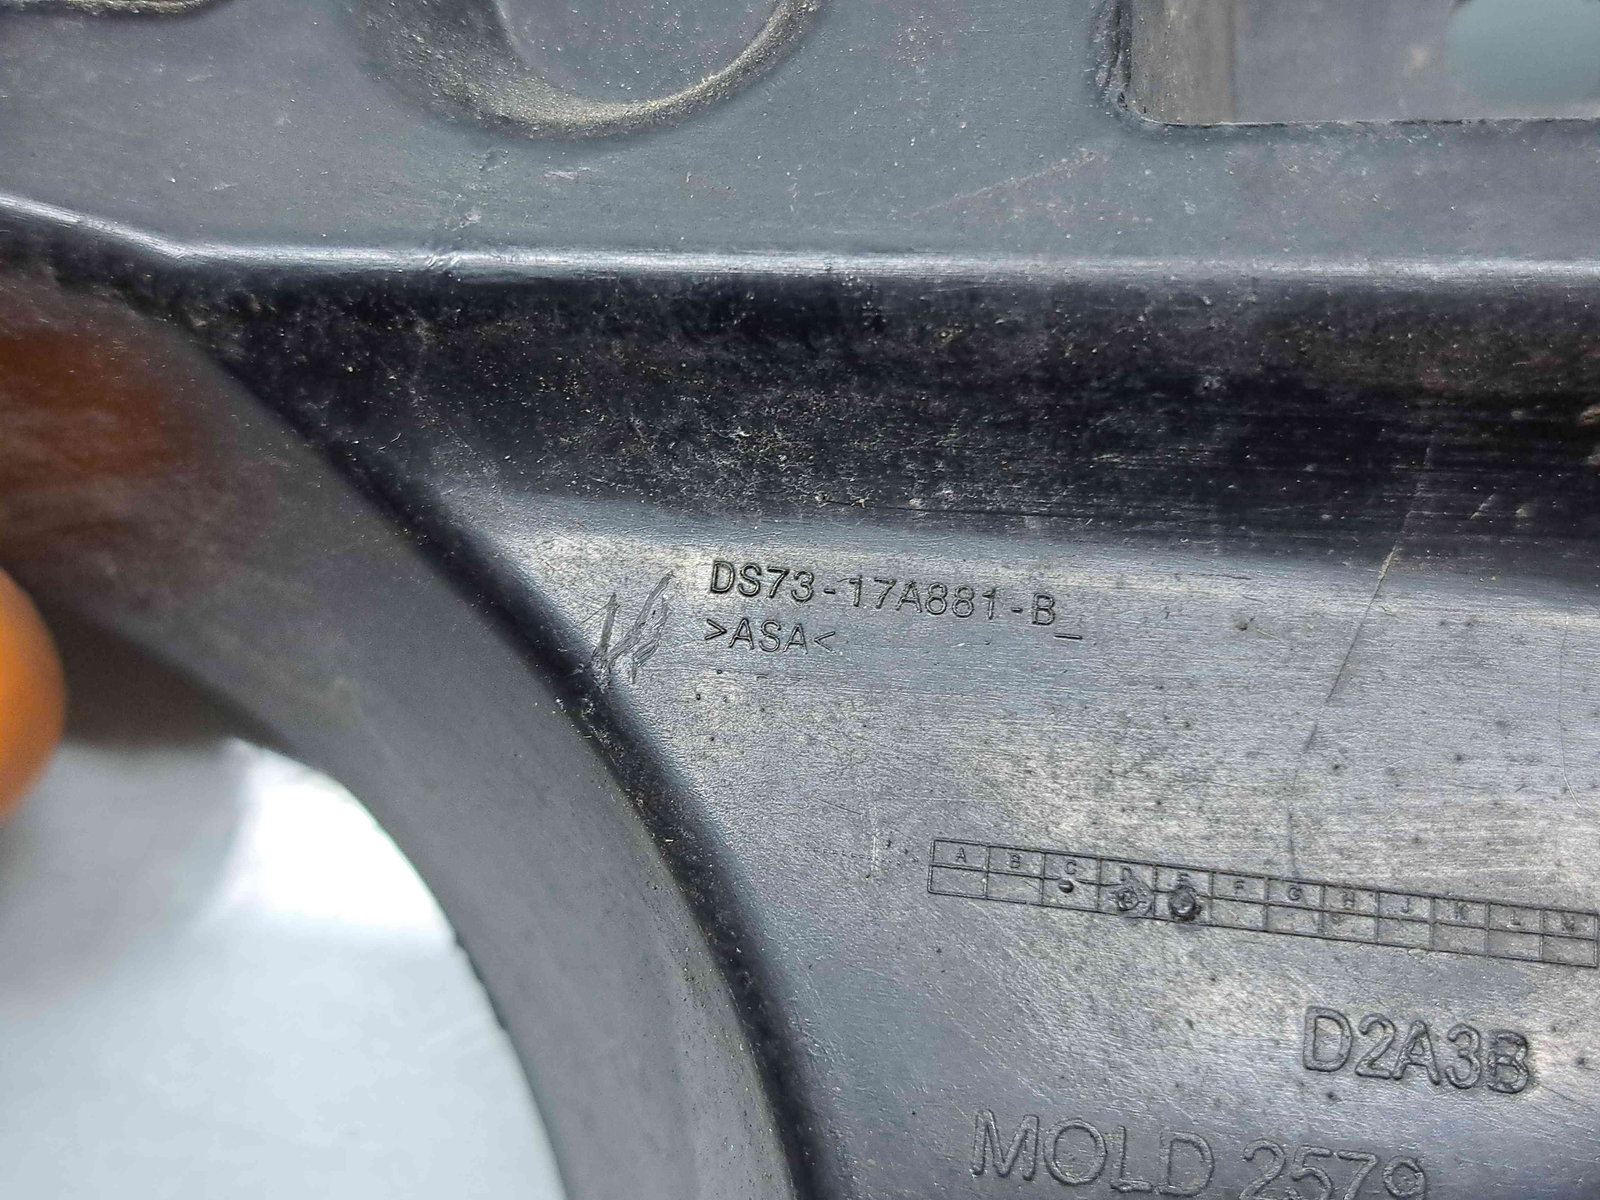 DS73-17A881-B_
>ASA<
A B C D E F G H J K L M
D2A3B
MOLD 2579